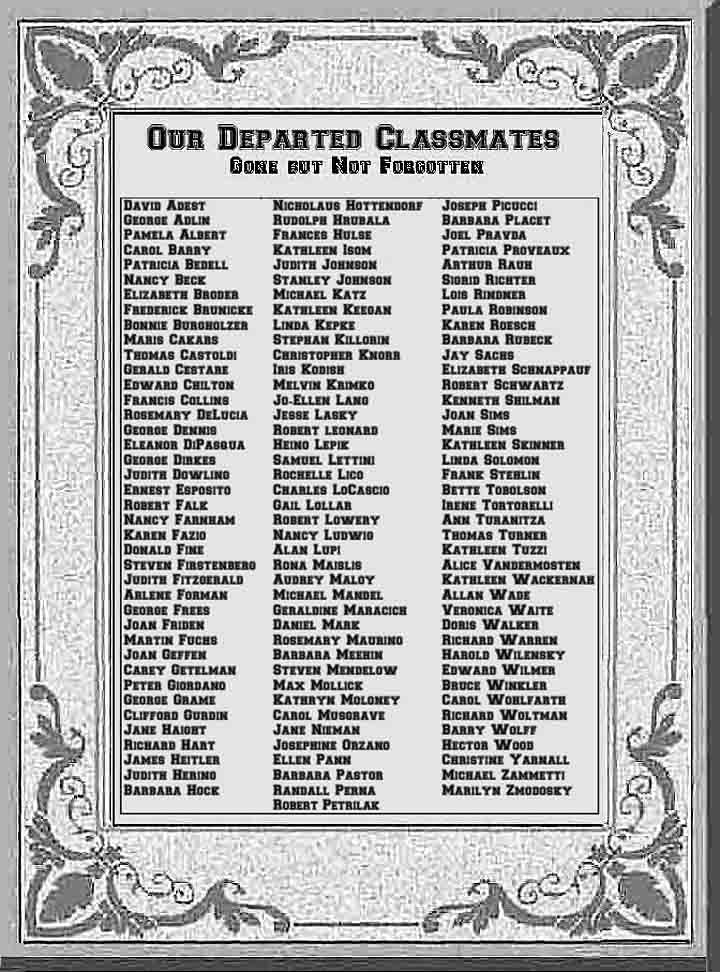 Our Departed Classmates
Gone but Not Forgotten
David Adest
George Adlin
Pamela Albert
Carol Barry
Patricia Bedell
Nancy Beck
Elizabeth Broder
Frederick Brunicke
Bonnie Burgholzer
Maris Cakars
Thomas Castoldi
Gerald Cestare
Edward Chilton
Francis Collins
Rosemary DeLucia
George Dennis
Eleanor DiPasqua
George Dirkes
Judith Dowling
Ernest Esposito
Robert Falk
Nancy Farnham
Karen Fazio
Donald Fine
Steven Firstenberg
Judith Fitzgerald
Arlene Forman
George Frees
Joan Friden
Martin Fuchs
Joan Geffen
Carey Getelman
Peter Giordano
George Grame
Clifford Gurdin
Jane Haight
Richard Hart
James Heitler
Judith Hering
Barbara Hock
Nicholaus Hottendorf
Rudolph Hrubala
Frances Hulse
Kathleen Isom
Judith Johnson
Stanley Johnson
Michael Katz
Kathleen Keegan
Linda Kepke
Stephan Killorin
Christopher Knorr
Iris Kodish
Melvin Krimko
Jo-Ellen Lang
Jesse Lasky
Robert leonard
Heino Lepik
Samuel Lettini
Rochelle Lico
Charles LoCascio
Gail Lollar
Robert Lowery
Nancy Ludwig
Alan Lupi
Rona Maislis
Audrey Maloy
Michael Mandel
Geraldine Maracich
Daniel Mark
Rosemary Maurino
Barbara Meehin
Steven Mendelow
Max Mollick
Kathryn Moloney
Carol Musgrave
Jane Nieman
Josephine Orzano
Ellen Pann
Barbara Pastor
Randall Perna
Robert Petrilak
Joseph Picucci
Barbara Placet
Joel Pravda
Patricia Proveaux
Arthur Rauh
Sigrid Richter
Lois Rindner
Paula Robinson
Karen Roesch
Barbara Rubeck
Jay Sachs
Elizabeth Schnappauf
Robert Schwartz
Kenneth Shilman
Joan Sims
Marie Sims
Kathleen Skinner
Linda Solomon
Frank Stehlin
Bette Tobolson
Irene Tortorelli
Ann Turanitza
Thomas Turner
Kathleen Tuzzi
Alice Vandermosten
Kathleen Wackernah
Allan Wade
Veronica Waite
Doris Walker
Richard Warren
Harold Wilensky
Edward Wilmer
Bruce Winkler
Carol Wohlfarth
Richard Woltman
Barry Wolff
Hector Wood
Christine Yarnall
Michael Zammetti
Marilyn Zmodosky